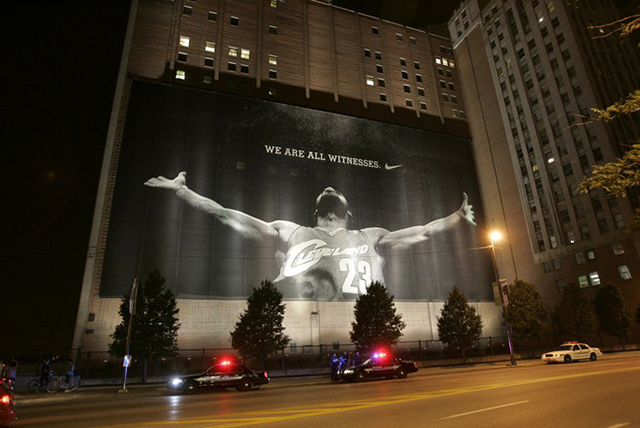 WE ARE ALL WITNESSES.
CLEVELAND
23